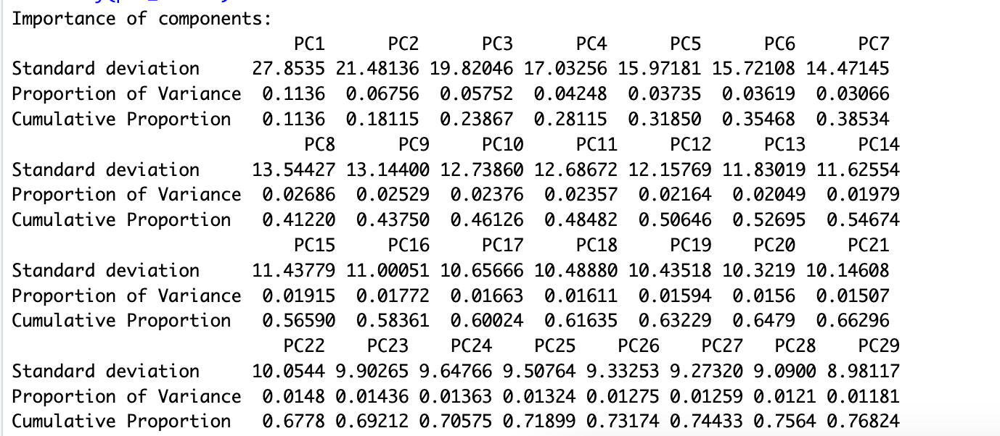 Importance of components:
PC1 PC2 PC3 PC4 PC5 PC6 PC7
Standard deviation 27.8535 21.48136 19.82046 17.03256 15.97181 15.72108 14.47145
Proportion of Variance 0.1136 0.06756 0.05752 0.04248 0.03735 0.03619 0.03066
Cumulative Proportion 0.1136 0.18115 0.23867 0.28115 0.31850 0.35468 0.38534
PC8 PC9 PC10 PC11 PC12 PC13 PC14
Standard deviation 13.54427 13.14400 12.73860 12.68672 12.15769 11.83019 11.62554
Proportion of Variance 0.02686 0.02529 0.02376 0.02357 0.02164 0.02049 0.01979
Cumulative Proportion 0.41220 0.43750 0.46126 0.48482 0.50646 0.52695 0.54674
PC15 PC16 PC17 PC18 PC19 PC20 PC21
Standard deviation 11.43779 11.00051 10.65666 10.48880 10.43518 10.3219 10.14608
Proportion of Variance 0.01915 0.01772 0.01663 0.01611 0.01594 0.0156 0.01507
Cumulative Proportion 0.56590 0.58361 0.60024 0.61635 0.63229 0.6479 0.66296
PC22 PC23 PC24 PC25 PC26 PC27 PC28 PC29
Standard deviation 10.0544 9.90265 9.64766 9.50764 9.33253 9.27320 9.0900 8.98117
Proportion of Variance 0.0148 0.01436 0.01363 0.01324 0.01275 0.01259 0.0121 0.01181
Cumulative Proportion 0.6778 0.69212 0.70575 0.71899 0.73174 0.74433 0.7564 0.76824